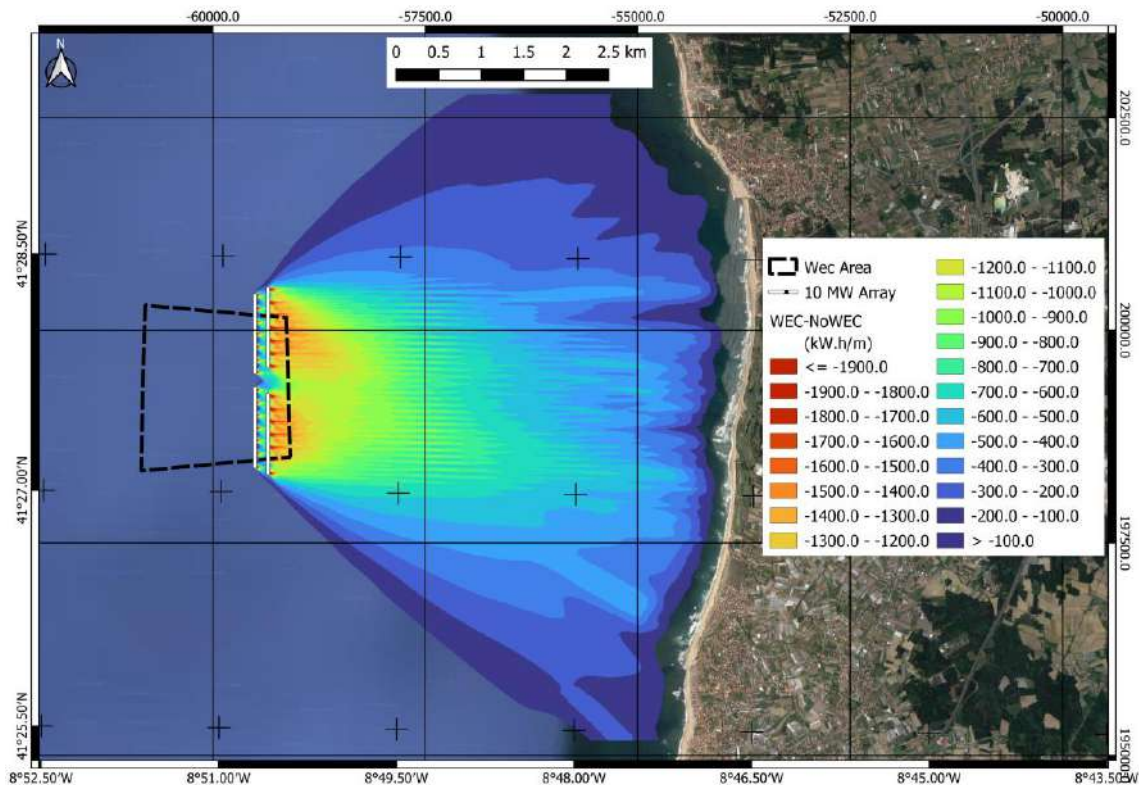 -60000.0 -57500.0 -55000.0 -52500.0 -50000.0
N
0 0.5 1 1.5 2 2.5 km
202500.0
200000.0
197500.0
195000.0
41°28.50'N
41°27.00'N
41°25.50'N
Wec Area
10 MW Array
WEC-NoWEC
(kW.h/m)
<= -1900.0
-1900.0 - -1800.0
-1800.0 - -1700.0
-1700.0 - -1600.0
-1600.0 - -1500.0
-1500.0 - -1400.0
-1400.0 - -1300.0
-1300.0 - -1200.0
-1200.0 - -1100.0
-1100.0 - -1000.0
-1000.0 - -900.0
-900.0 - -800.0
-800.0 - -700.0
-700.0 - -600.0
-600.0 - -500.0
-500.0 - -400.0
-400.0 - -300.0
-300.0 - -200.0
-200.0 - -100.0
> -100.0
8°52.50'W 8°51.00'W 8°49.50'W 8°48.00'W 8°46.50'W 8°45.00'W 8°43.50'W